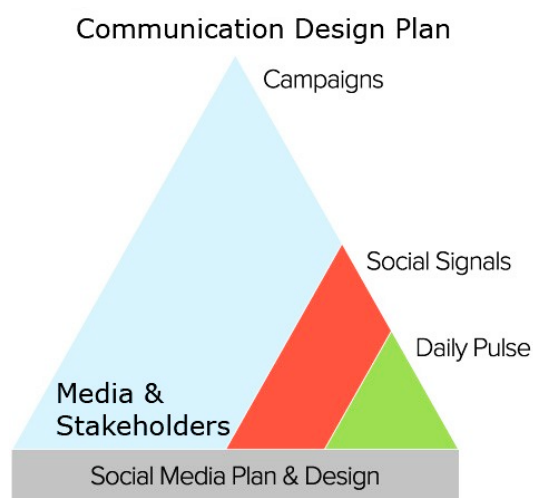 Communication Design Plan
Campaigns
Social Signals
Daily Pulse
Media &
Stakeholders
Social Media Plan & Design